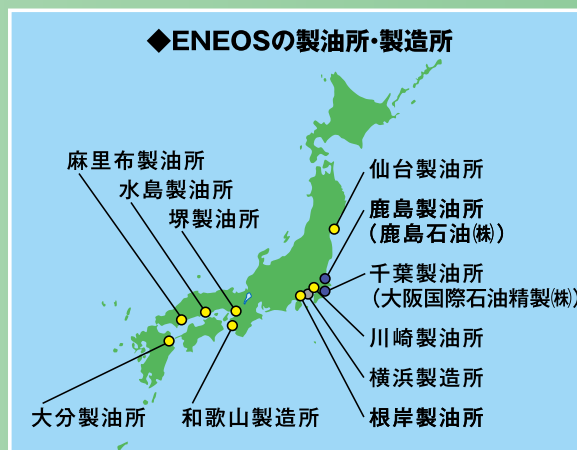 ◆ENEOSの製油所・製造所
麻里布製油所
水島製油所
堺製油所
仙台製油所
鹿島製油所
(鹿島石油㈱)
千葉製油所
(大阪国際石油精製㈱)
川崎製油所
横浜製造所
根岸製油所
大分製油所
和歌山製造所